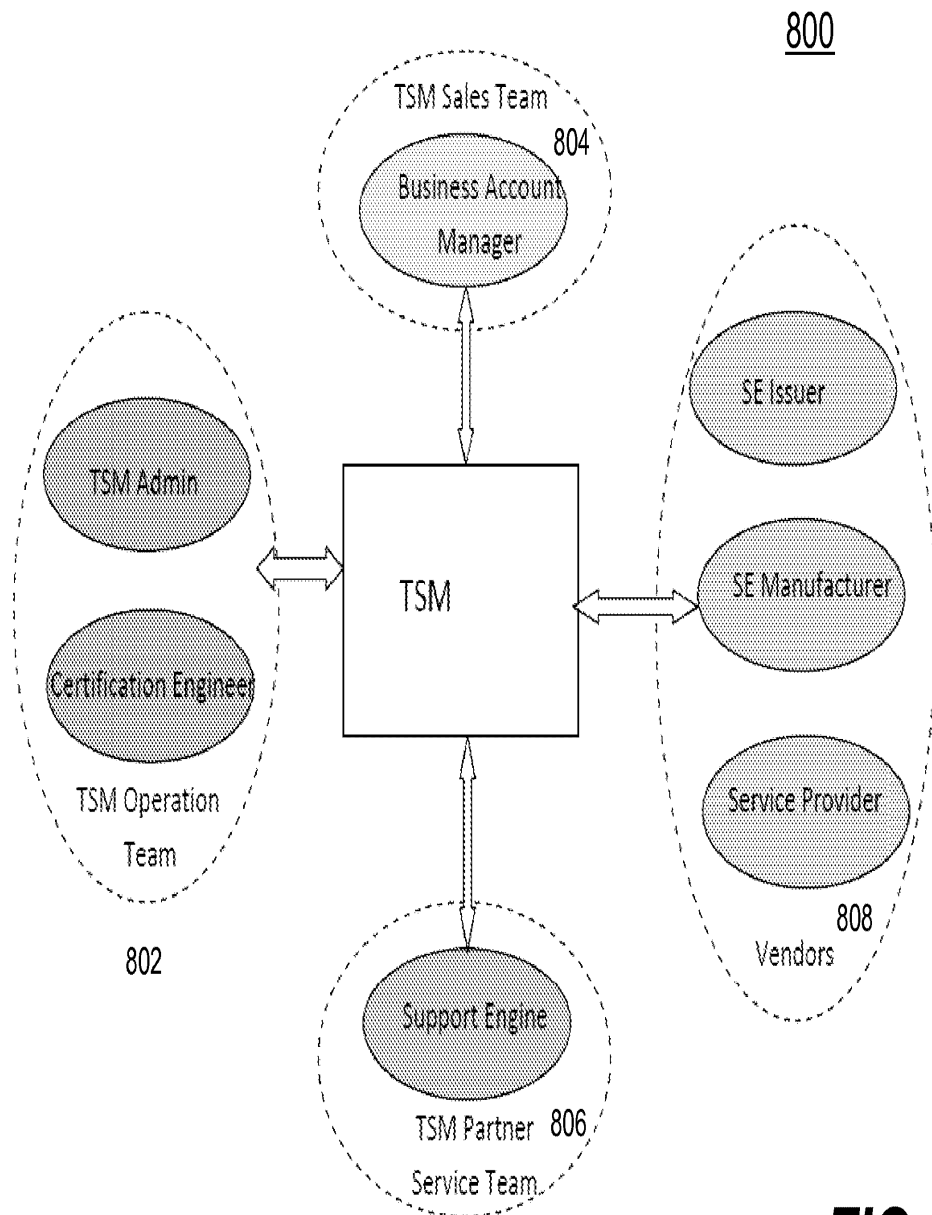 800
TSM Sales Team
804
Business Account
Manager
SE Issuer
TSM Admin
SE Manufacturer
TSM
Certification Engineer
TSM Operation
Team
Service Provider
808
Vendors
802
Support Engine
TSM Partner
806
Service Team